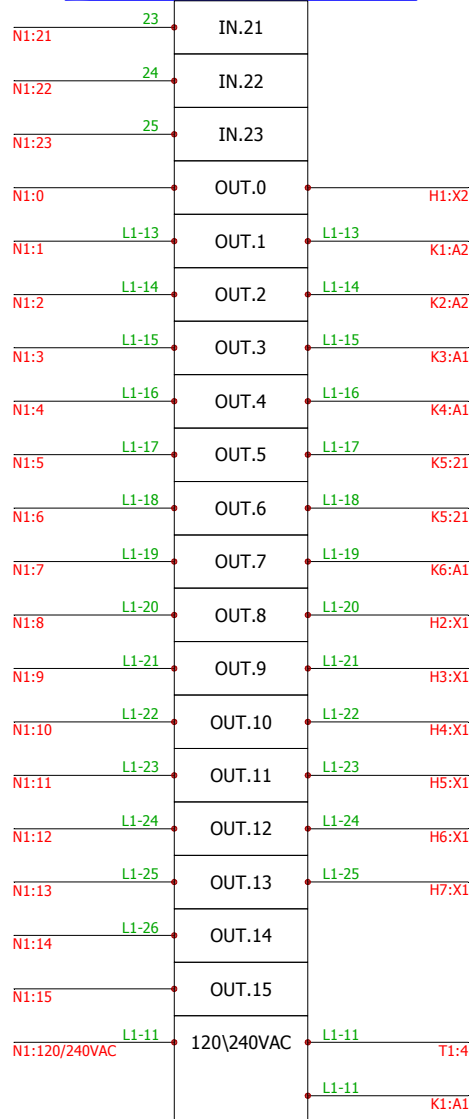 23 IN.21
N1:21
24 IN.22
N1:22
25 IN.23
N1:23
OUT.0
N1:0 H1:X2
L1-13 OUT.1 L1-13
N1:1 K1:A2
L1-14 OUT.2 L1-14
N1:2 K2:A2
L1-15 OUT.3 L1-15
N1:3 K3:A1
L1-16 OUT.4 L1-16
N1:4 K4:A1
L1-17 OUT.5 L1-17
N1:5 K5:21
L1-18 OUT.6 L1-18
N1:6 K5:21
L1-19 OUT.7 L1-19
N1:7 K6:A1
L1-20 OUT.8 L1-20
N1:8 H2:X1
L1-21 OUT.9 L1-21
N1:9 H3:X1
L1-22 OUT.10 L1-22
N1:10 H4:X1
L1-23 OUT.11 L1-23
N1:11 H5:X1
L1-24 OUT.12 L1-24
N1:12 H6:X1
L1-25 OUT.13 L1-25
N1:13 H7:X1
L1-26 OUT.14
N1:14
OUT.15
N1:15
L1-11 120\240VAC L1-11
N1:120/240VAC T1:4
L1-11
K1:A1